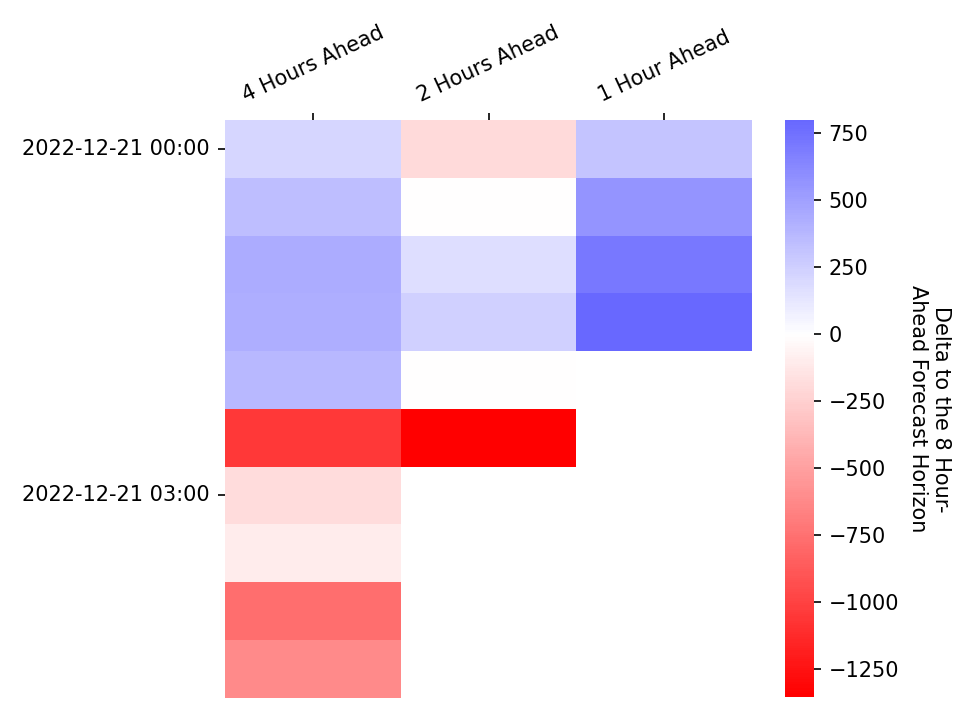 4 Hours Ahead
2 Hours Ahead
1 Hour Ahead
2022-12-21 00:00
2022-12-21 03:00
750
500
250
0
−250
−500
−750
−1000
−1250
Delta to the 8 Hour-
Ahead Forecast Horizon